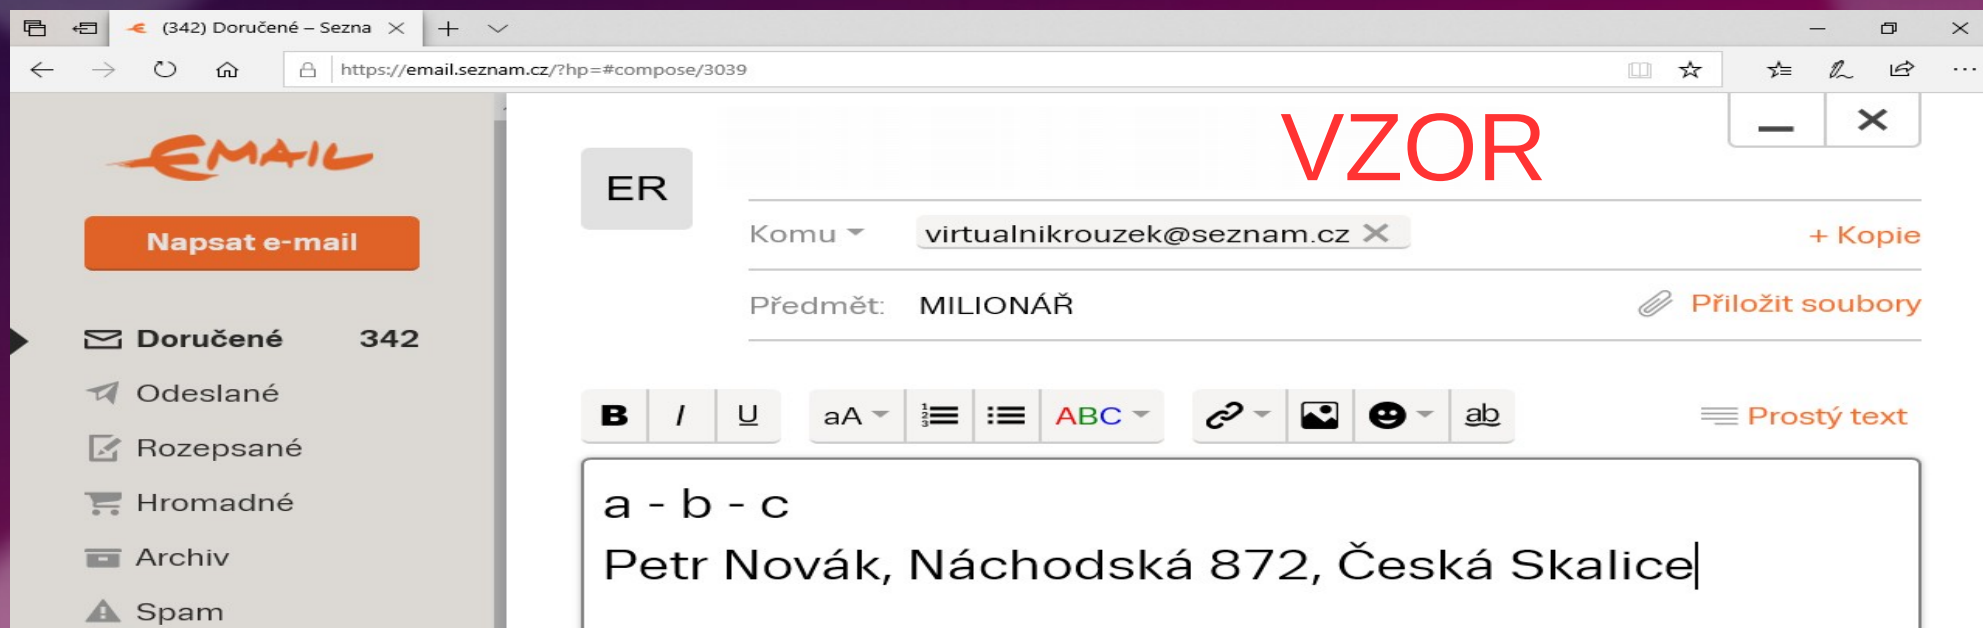 (342) Doručené – Sezna
https://email.seznam.cz/?hp=#compose/3039
EMAIL
VZOR
ER
Napsat e-mail
Komu
virtualnikrouzek@seznam.cz
+ Kopie
Předmět:
MILIONÁŘ
Přiložit soubory
Doručené 342
Odeslané
Rozepsané
Hromadné
Archiv
Spam
B I U aA ABC ab
Prostý text
a - b - c
Petr Novák, Náchodská 872, Česká Skalice